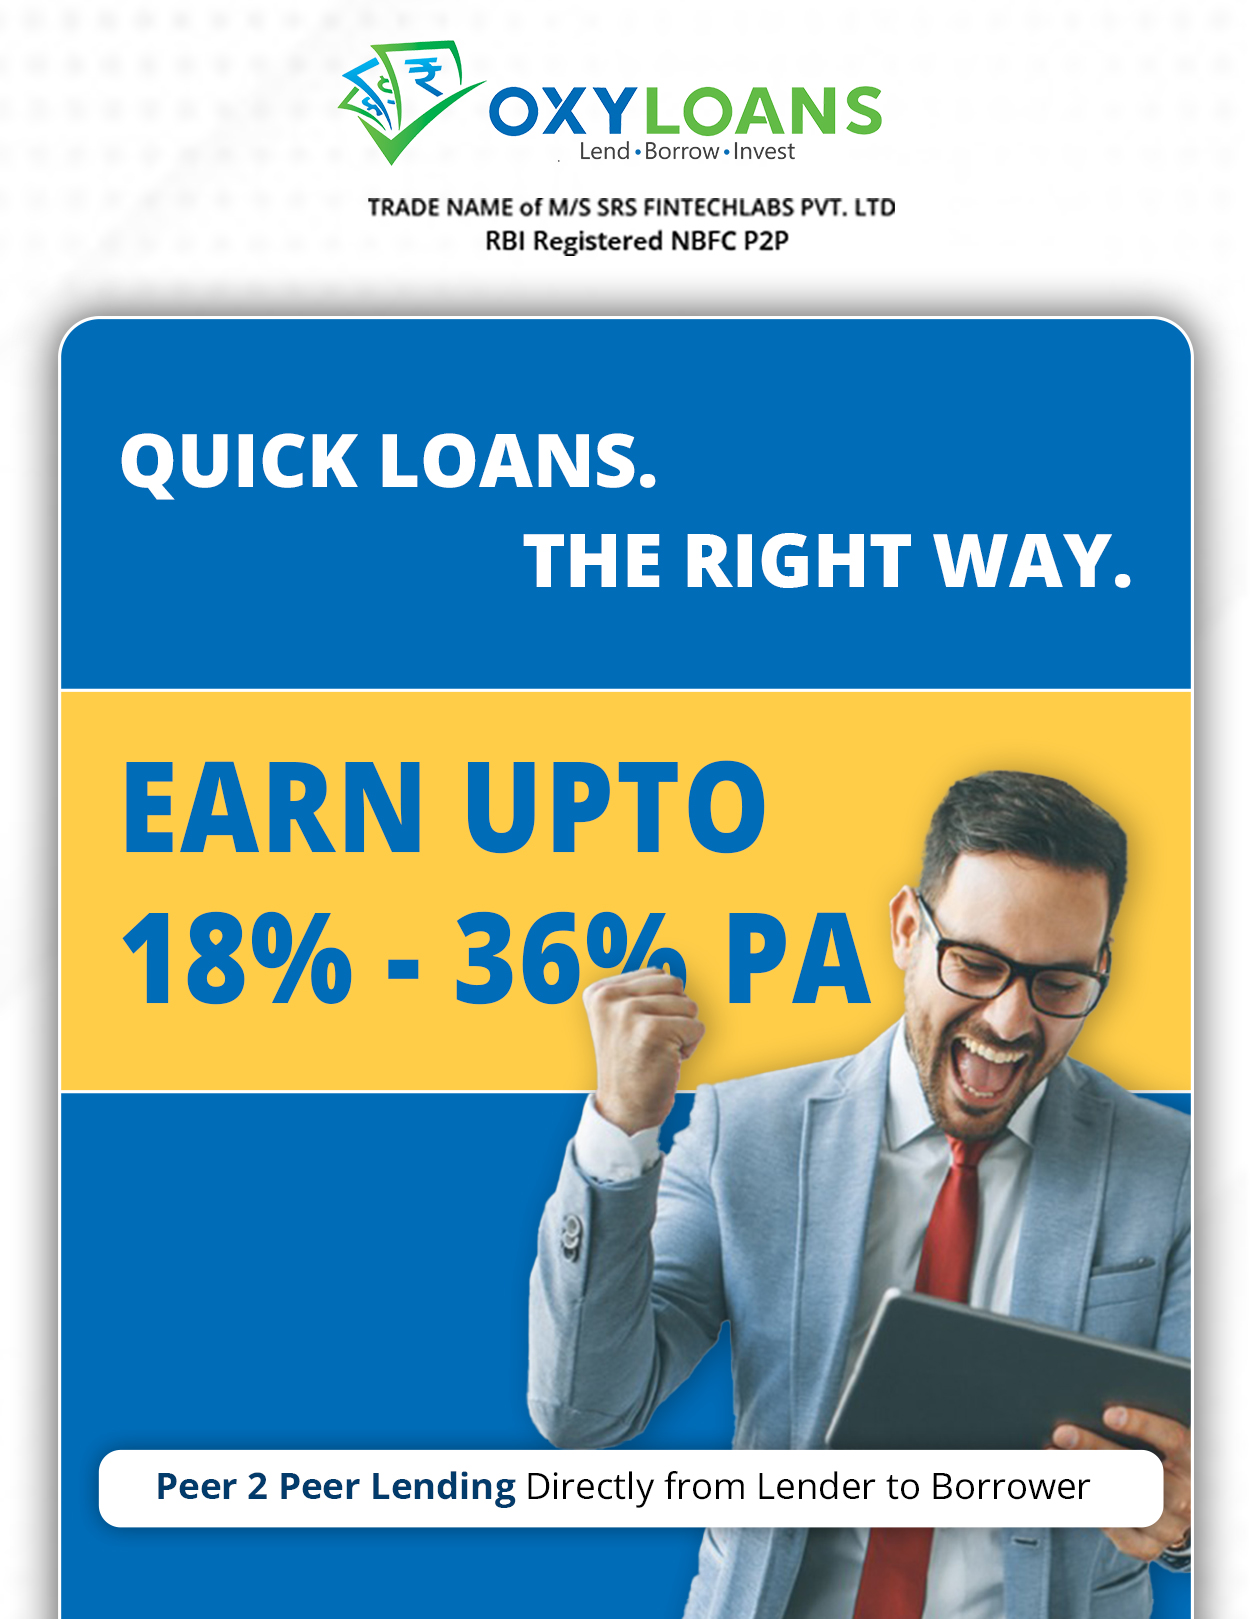 OXYLOANS
Lend • Borrow • Invest
TRADE NAME of M/S SRS FINTECHLABS PVT. LTD
RBI Registered NBFC P2P
QUICK LOANS.
THE RIGHT WAY.
EARN UPTO
18% - 36% PA
Peer 2 Peer Lending Directly from Lender to Borrower